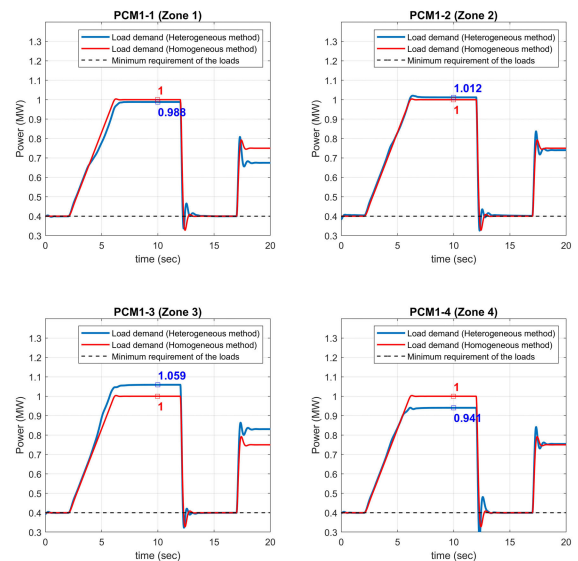 PCM1-1 (Zone 1)
1.3
1.2
1.1
1
0.9
0.8
0.7
0.6
0.5
0.4
0.3
Power (MW)
Load demand (Heterogeneous method)
Load demand (Homogeneous method)
Minimum requirement of the loads
1
0.988
0 5 10 15 20
time (sec)
PCM1-2 (Zone 2)
1.3
1.2
1.1
1
0.9
0.8
0.7
0.6
0.5
0.4
0.3
Power (MW)
Load demand (Heterogeneous method)
Load demand (Homogeneous method)
Minimum requirement of the loads
1.012
1
0 5 10 15 20
time (sec)
PCM1-3 (Zone 3)
1.3
1.2
1.1
1
0.9
0.8
0.7
0.6
0.5
0.4
0.3
Power (MW)
Load demand (Heterogeneous method)
Load demand (Homogeneous method)
Minimum requirement of the loads
1.059
1
0 5 10 15 20
time (sec)
PCM1-4 (Zone 4)
1.3
1.2
1.1
1
0.9
0.8
0.7
0.6
0.5
0.4
0.3
Power (MW)
Load demand (Heterogeneous method)
Load demand (Homogeneous method)
Minimum requirement of the loads
1
0.941
0 5 10 15 20
time (sec)